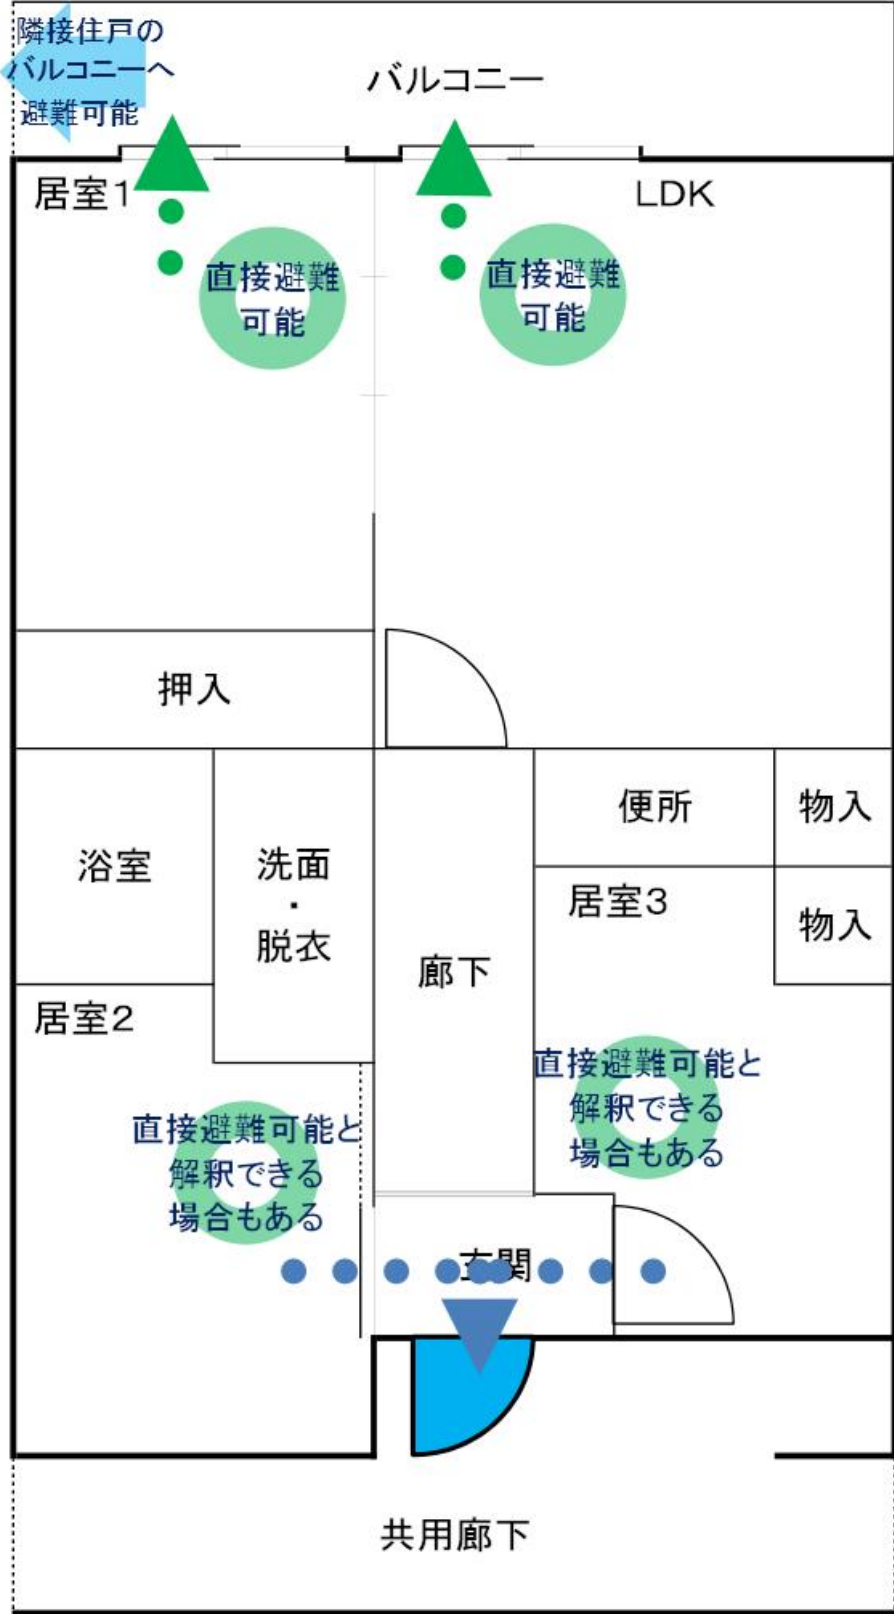 隣接住戸の
バルコニーへ
避難可能
バルコニー
居室1
LDK
直接避難
可能
直接避難
可能
押入
便所
物入
浴室
洗面
・
脱衣
居室3
物入
廊下
居室2
直接避難可能と
解釈できる
場合もある
直接避難可能と
解釈できる
場合もある
玄関
共用廊下